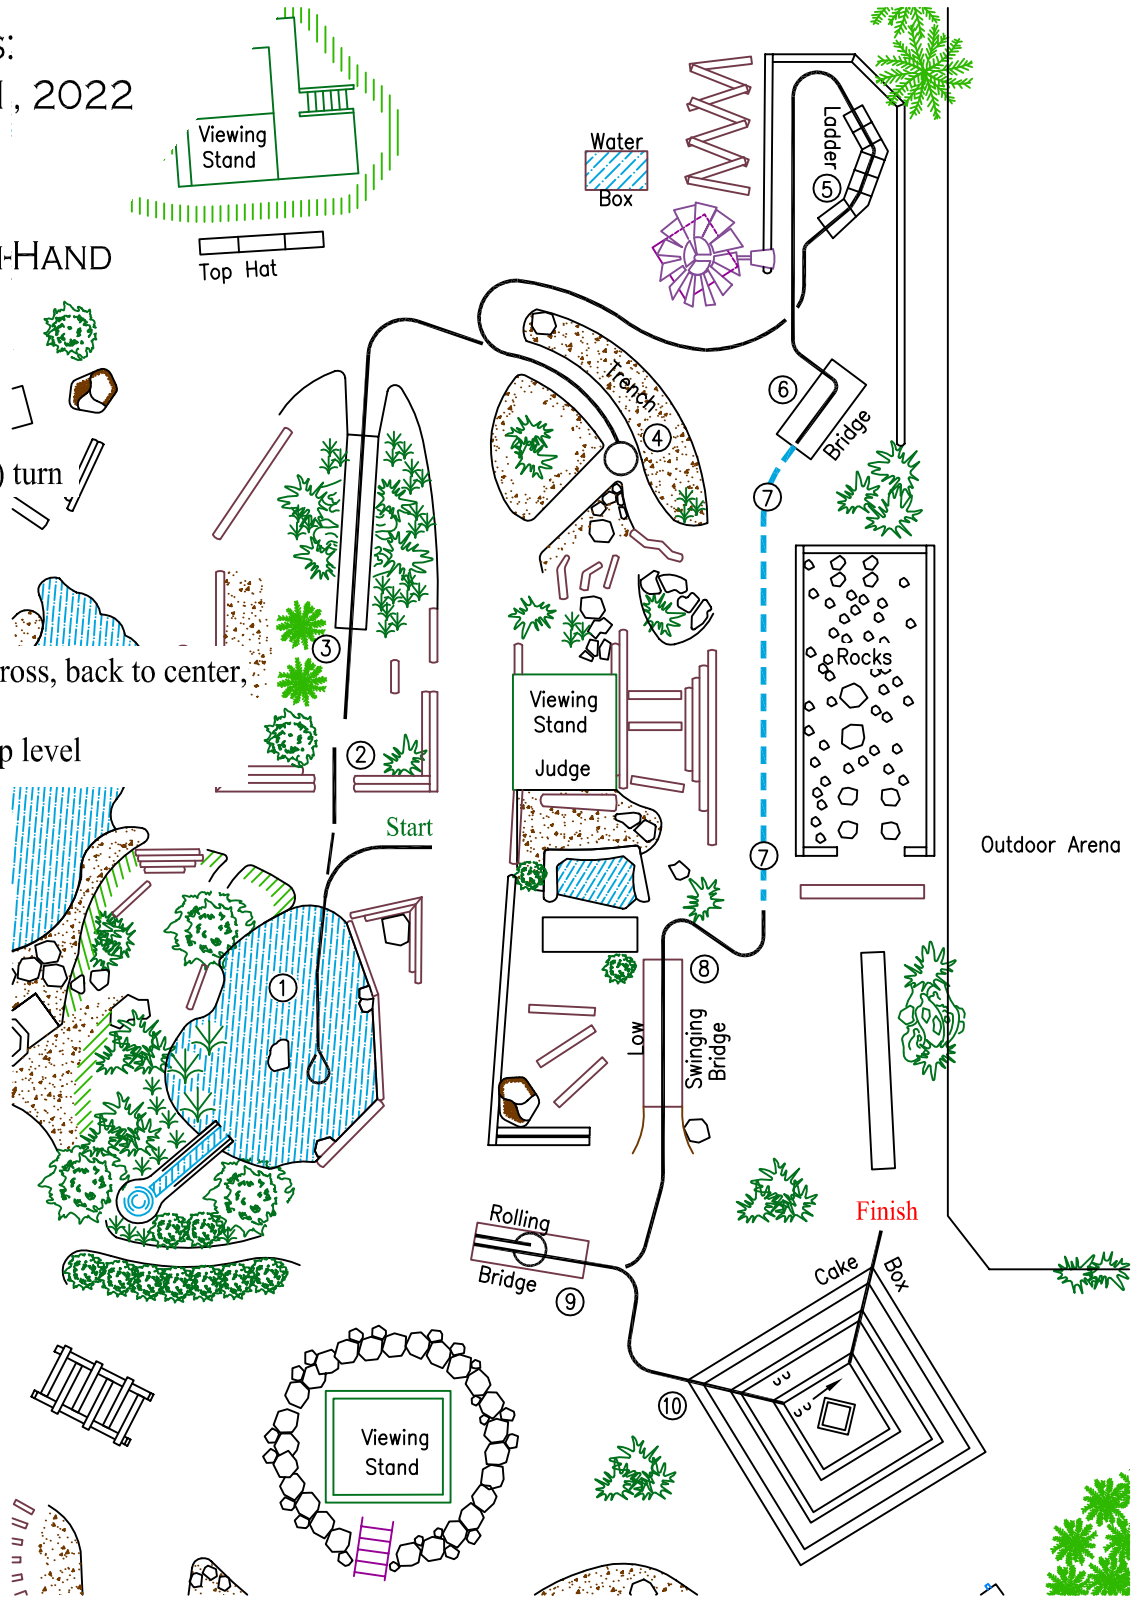 s:
, 2022
Viewing
Stand
Water
Box
Ladder
5
-HAND
Top Hat
Trench
4
6
Bridge
) turn
7
3
ross, back to center,
Rocks
Viewing
Stand
Judge
p level
2
Start
7
Outdoor Arena
1
8
Low
Swinging
Bridge
Rolling
Bridge
9
Finish
Cake
Box
10
Viewing
Stand